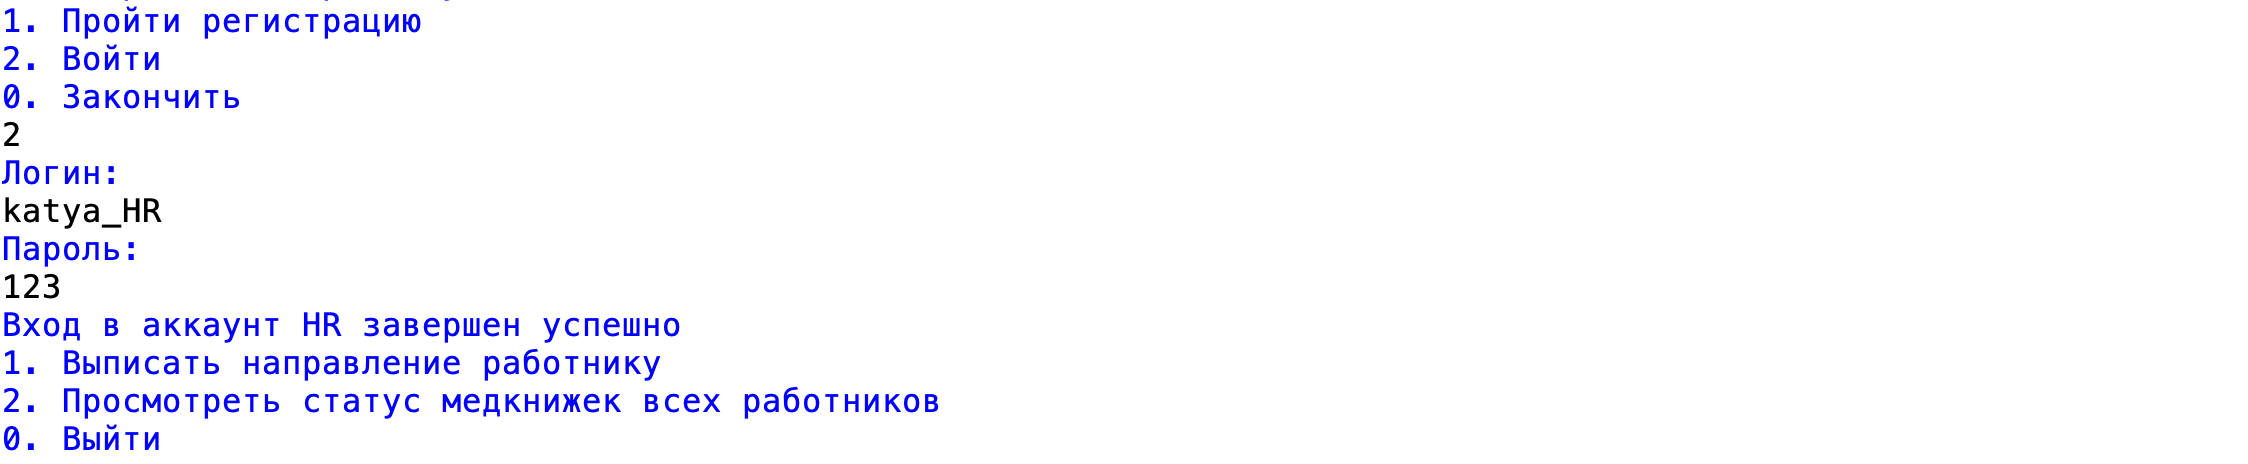 1. Пройти регистрацию
2. Войти
0. Закончить
2
Логин:
katya_HR
Пароль:
123
Вход в аккаунт HR завершен успешно
1. Выписать направление работнику
2. Просмотреть статус медкнижек всех работников
0. Выйти